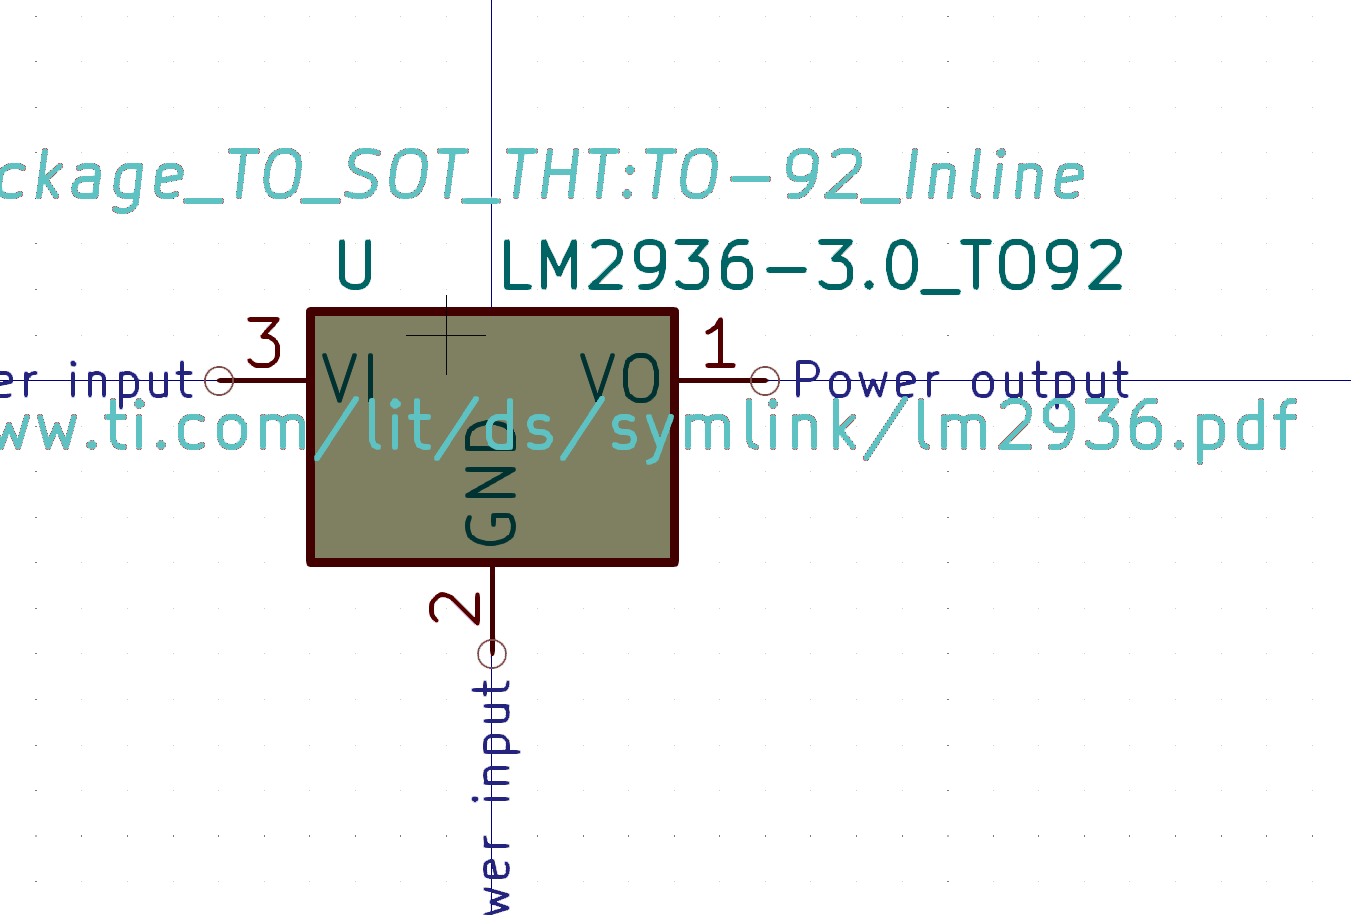 ckage_TO_SOT_THT:TO-92_Inline
U LM2936-3.0_TO92
3 1
er input VI VO Power output
ww.ti.com/lit/ds/symlink/lm2936.pdf
GND
2
wer input